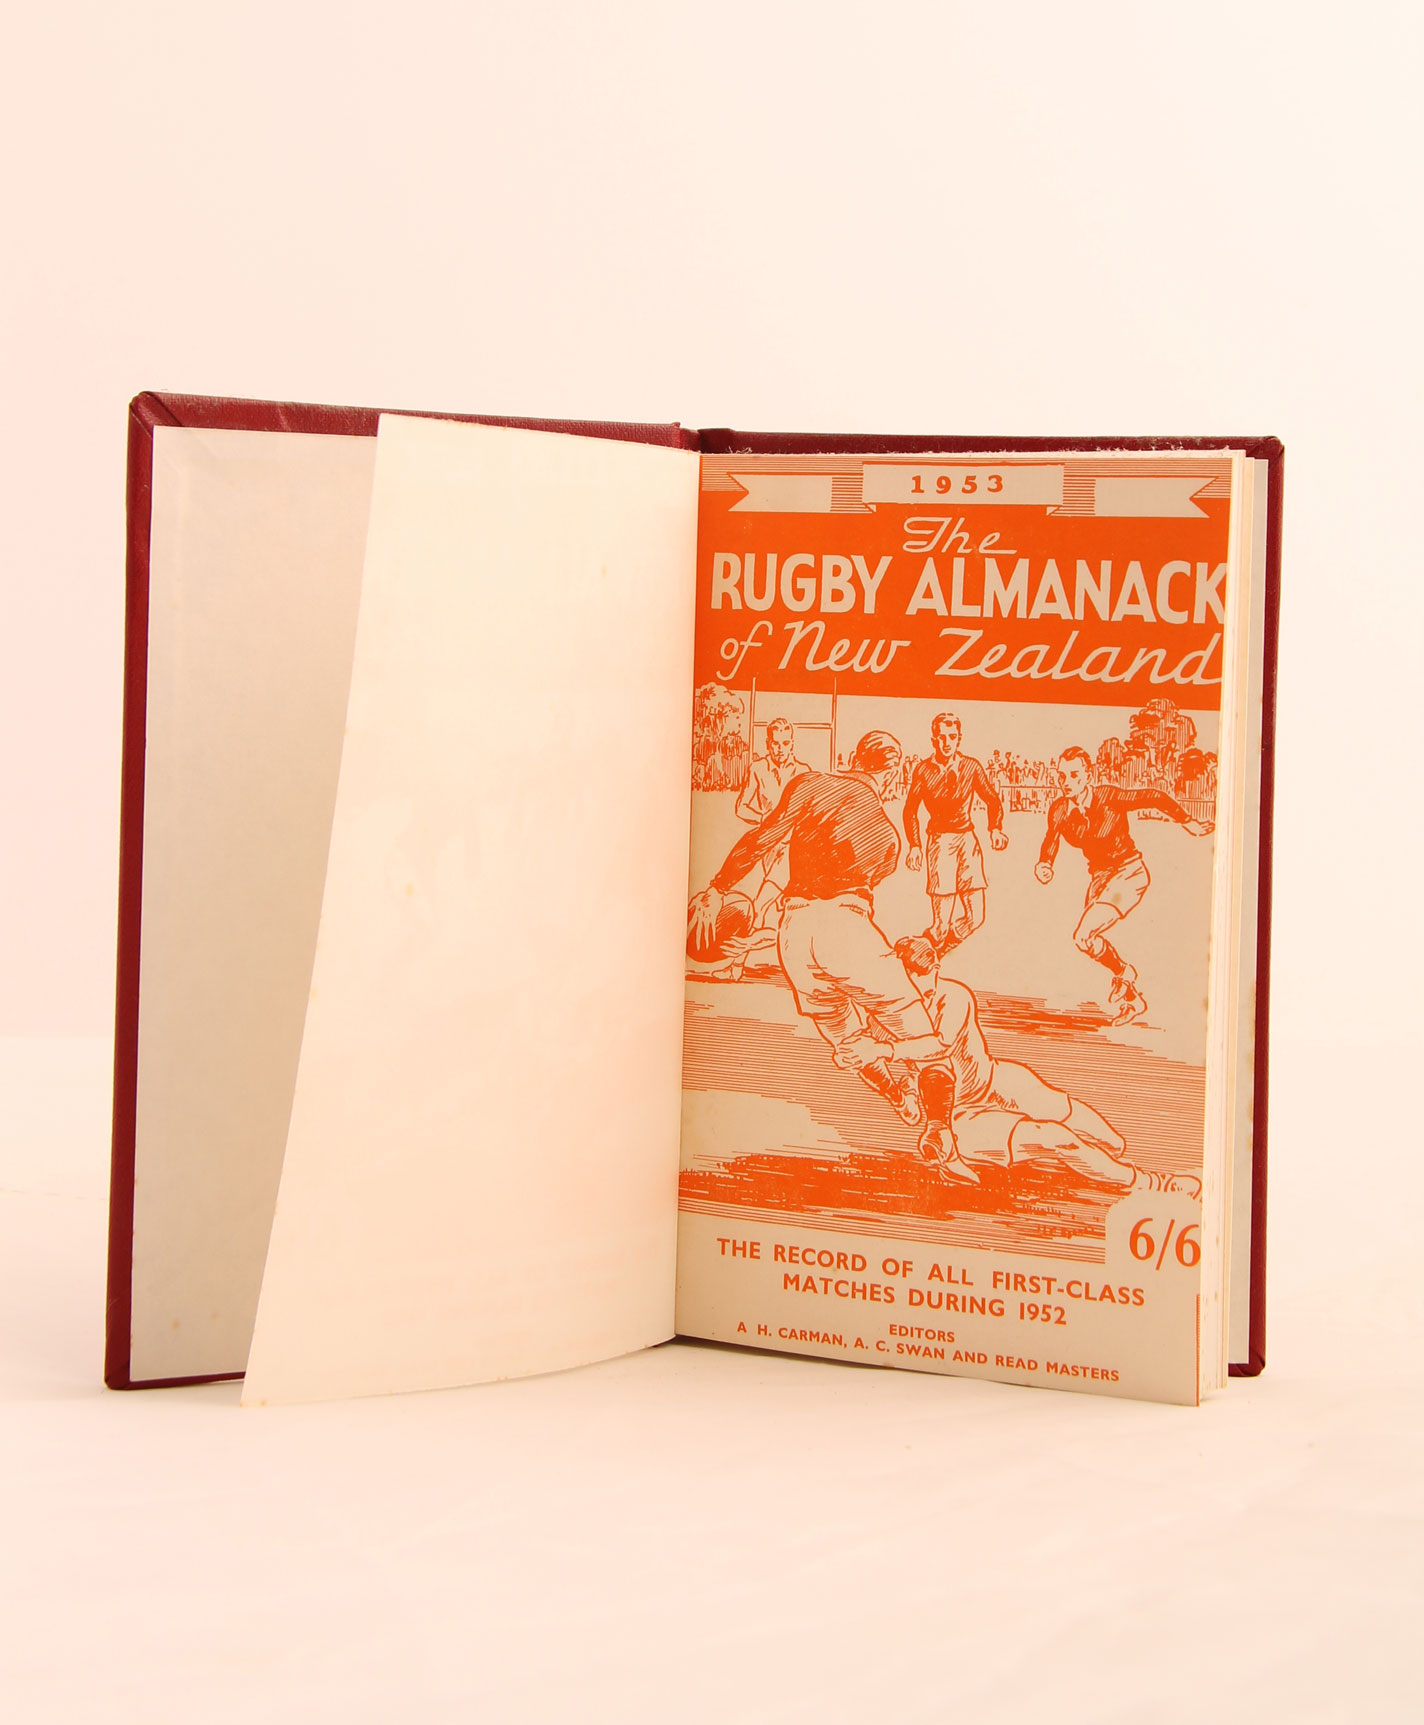 1953
The
RUGBY ALMANACK
of New Zealand
6/6
THE RECORD OF ALL FIRST-CLASS
MATCHES DURING 1952
EDITORS
A H. CARMAN, A. C. SWAN AND READ MASTERS